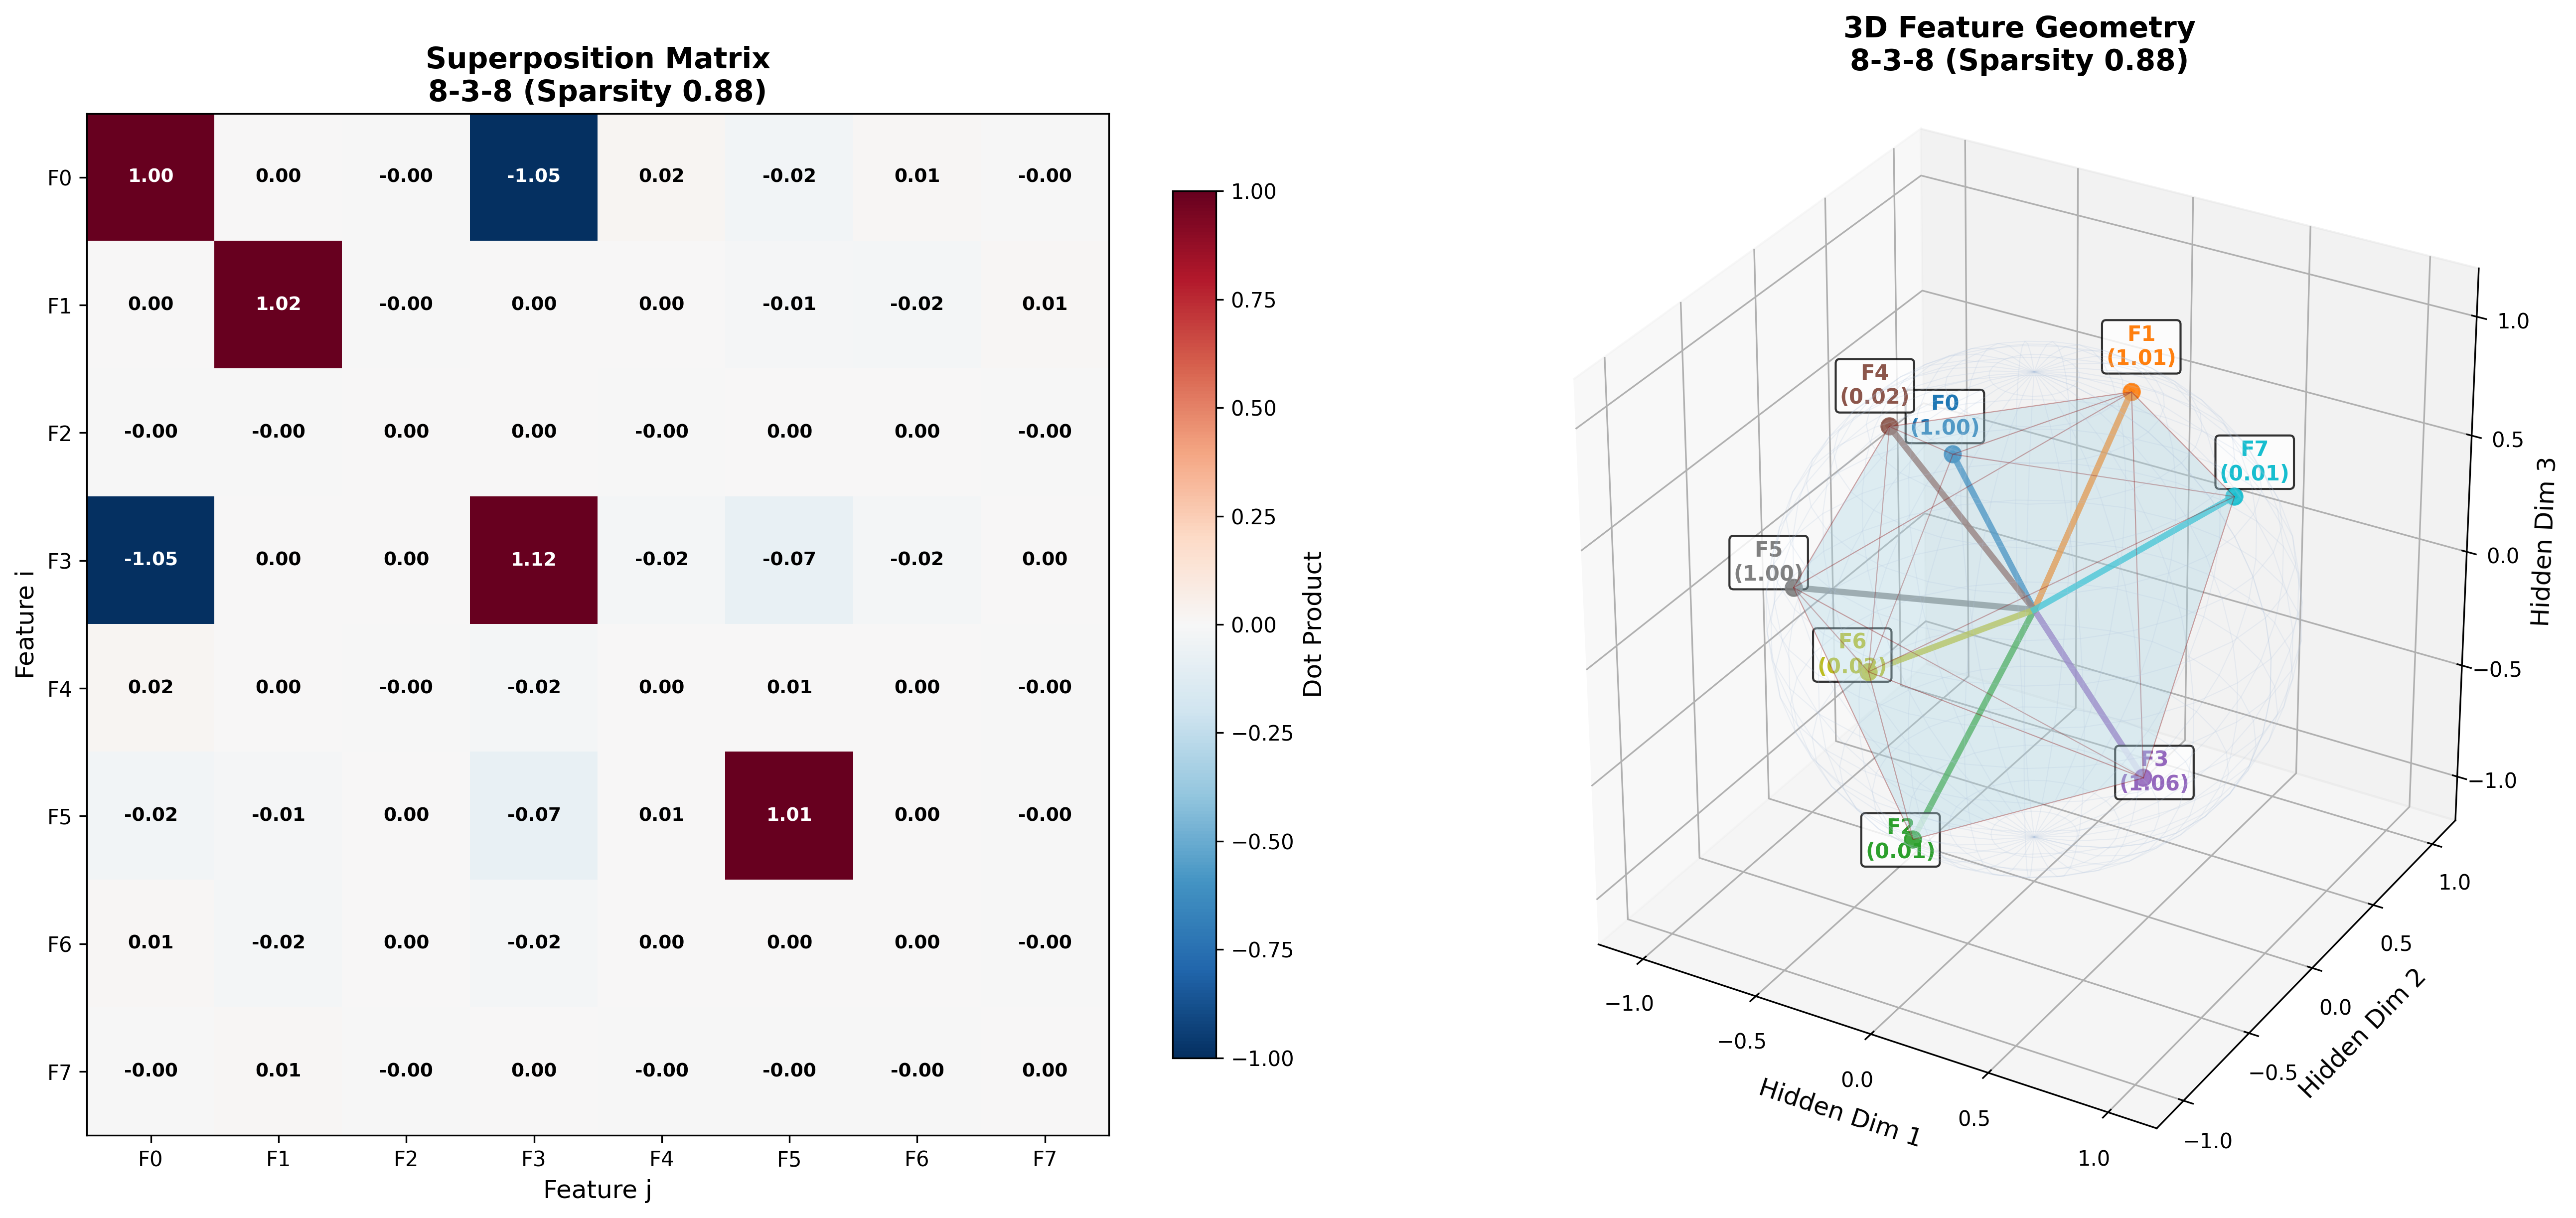 Superposition Matrix
8-3-8 (Sparsity 0.88)
F0 1.00 0.00 -0.00 -1.05 0.02 -0.02 0.01 -0.00
F1 0.00 1.02 -0.00 0.00 0.00 -0.01 -0.02 0.01
F2 -0.00 -0.00 0.00 0.00 -0.00 0.00 0.00 -0.00
F3 -1.05 0.00 0.00 1.12 -0.02 -0.07 -0.02 0.00
F4 0.02 0.00 -0.00 -0.02 0.00 0.01 0.00 -0.00
F5 -0.02 -0.01 0.00 -0.07 0.01 1.01 0.00 -0.00
F6 0.01 -0.02 0.00 -0.02 0.00 0.00 0.00 -0.00
F7 -0.00 0.01 -0.00 0.00 -0.00 -0.00 -0.00 0.00
F0 F1 F2 F3 F4 F5 F6 F7
Feature j
Feature i
1.00
0.75
0.50
0.25
0.00
−0.25
−0.50
−0.75
−1.00
Dot Product
3D Feature Geometry
8-3-8 (Sparsity 0.88)
F1
(1.01)
F4
(0.02)
F0
(1.00)
F7
(0.01)
F5
(1.00)
F6
(0.02)
F3
(1.06)
F2
(0.01)
1.0
0.5
0.0
−0.5
−1.0
Hidden Dim 3
−1.0
−0.5
0.0
0.5
1.0
Hidden Dim 1
1.0
0.5
0.0
−0.5
−1.0
Hidden Dim 2